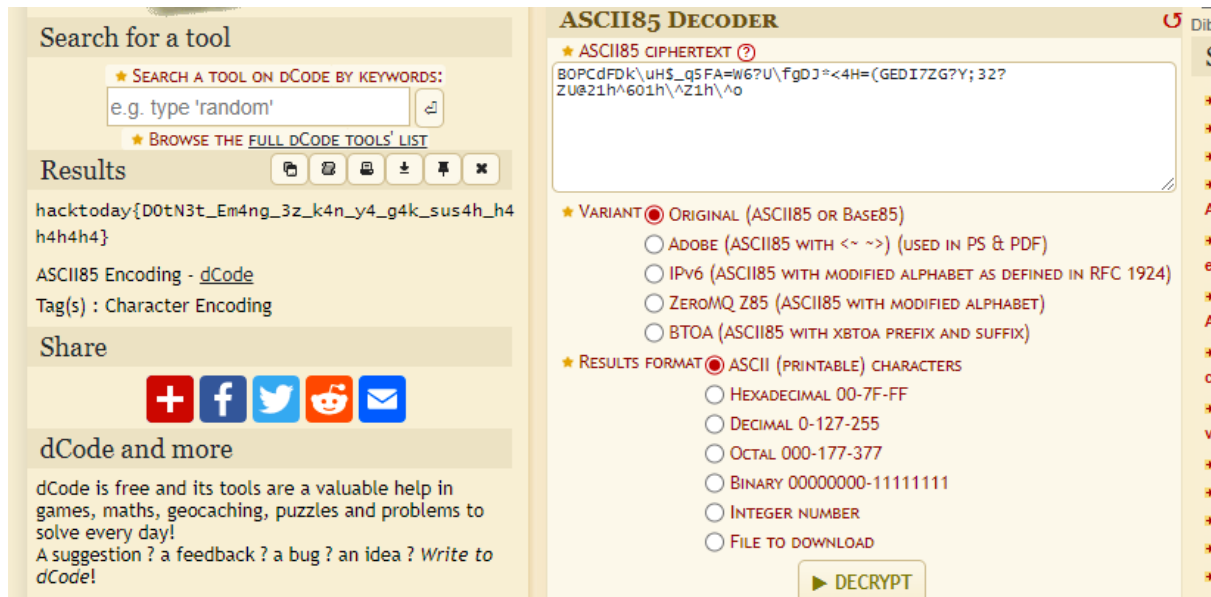 Search for a tool
★ SEARCH A TOOL ON DCODE BY KEYWORDS:
e.g. type 'random'
★ BROWSE THE FULL DCODE TOOLS' LIST
Results
hacktoday{D0tN3t_Em4ng_3z_k4n_y4_g4k_sus4h_h4
h4h4h4}
ASCII85 Encoding - dCode
Tag(s) : Character Encoding
Share
dCode and more
dCode is free and its tools are a valuable help in
games, maths, geocaching, puzzles and problems to
solve every day!
A suggestion ? a feedback ? a bug ? an idea ? Write to
dCode!
ASCII85 DECODER
★ ASCII85 CIPHERTEXT ?
BOPCdFDk\uH$_q5FA=W6?U\fgDJ*<4H=(GEDI7ZG?Y;32?
ZU@21h^6O1h\^Z1h\^o
★ VARIANT ORIGINAL (ASCII85 OR BASE85)
ADOBE (ASCII85 WITH <~ ~>) (USED IN PS & PDF)
IPV6 (ASCII85 WITH MODIFIED ALPHABET AS DEFINED IN RFC 1924)
ZEROMQ Z85 (ASCII85 WITH MODIFIED ALPHABET)
BTOA (ASCII85 WITH XBTOA PREFIX AND SUFFIX)
★ RESULTS FORMAT ASCII (PRINTABLE) CHARACTERS
HEXADECIMAL 00-7F-FF
DECIMAL 0-127-255
OCTAL 000-177-377
BINARY 00000000-11111111
INTEGER NUMBER
FILE TO DOWNLOAD
▶ DECRYPT